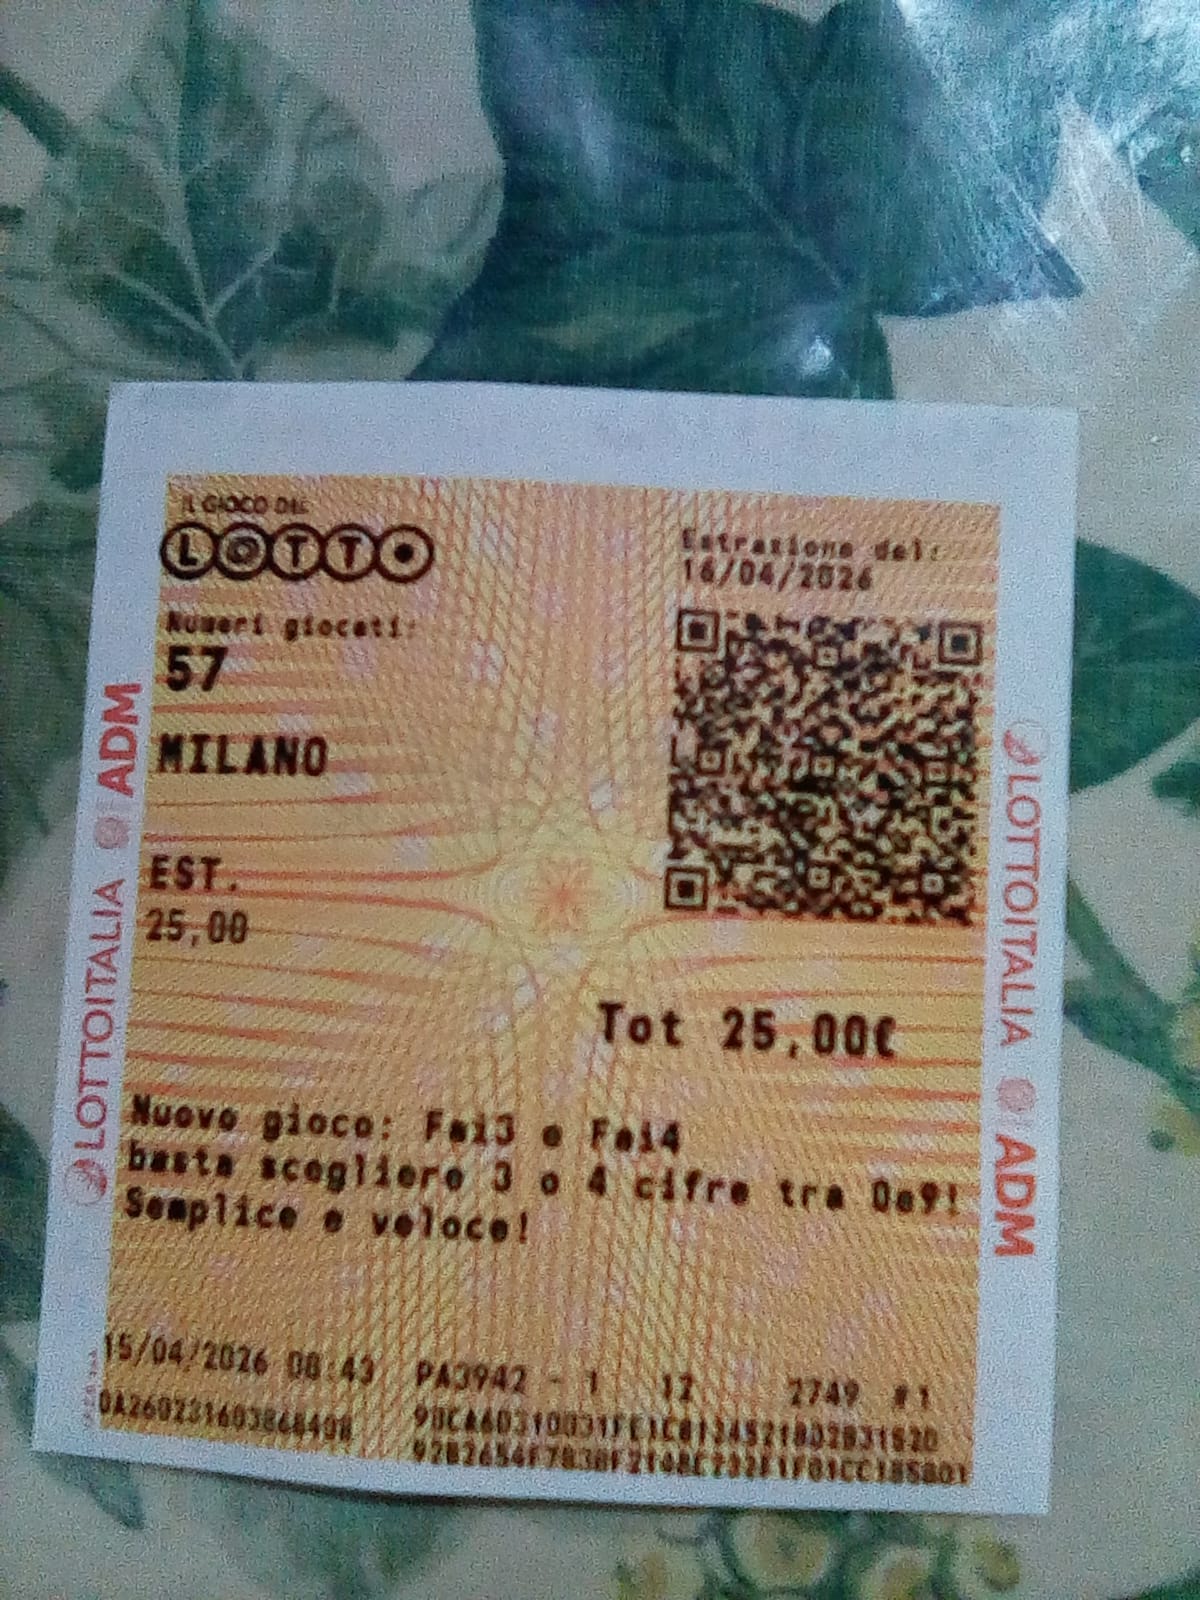 IL GIOCO DEL
LOTTO
Estrazione del:
16/04/2026
Numeri giocati:
57
MILANO
EST.
25,00
Tot 25,00€
Nuovo gioco: Fai3 e Fai4
basta scegliere 3 o 4 cifre tra 0e9!
Semplice e veloce!
15/04/2026 08:43 PA3942 - 1 12 2749 #1
LOTTOITALIA ADM
LOTTOITALIA ADM